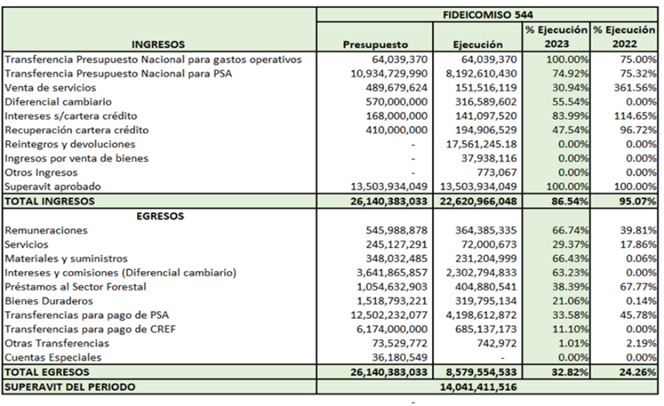 FIDEICOMISO 544
INGRESOS Presupuesto Ejecución % Ejecución 2023 % Ejecución 2022
Transferencia Presupuesto Nacional para gastos operativos 64,039,370 64,039,370 100.00% 75.00%
Transferencia Presupuesto Nacional para PSA 10,934,729,990 8,192,610,430 74.92% 75.32%
Venta de servicios 489,679,624 151,516,119 30.94% 361.56%
Diferencial cambiario 570,000,000 316,589,602 55.54% 0.00%
Intereses s/cartera crédito 168,000,000 141,097,520 83.99% 114.65%
Recuperación cartera crédito 410,000,000 194,906,529 47.54% 96.72%
Reintegros y devoluciones - 17,561,245.18 0.00% 0.00%
Ingresos por venta de bienes - 37,938,116 0.00% 0.00%
Otros Ingresos - 773,067 0.00% 0.00%
Superavit aprobado 13,503,934,049 13,503,934,049 100.00% 100.00%
TOTAL INGRESOS 26,140,383,033 22,620,966,048 86.54% 95.07%
EGRESOS
Remuneraciones 545,988,878 364,385,335 66.74% 39.81%
Servicios 245,127,291 72,000,673 29.37% 17.86%
Materiales y suministros 348,032,485 231,204,999 66.43% 0.06%
Intereses y comisiones (Diferencial cambiario) 3,641,865,857 2,302,794,833 63.23% 0.00%
Préstamos al Sector Forestal 1,054,632,903 404,880,541 38.39% 67.77%
Bienes Duraderos 1,518,793,221 319,795,134 21.06% 0.14%
Transferencias para pago de PSA 12,502,232,077 4,198,612,872 33.58% 45.78%
Transferencias para pago de CREF 6,174,000,000 685,137,173 11.10% 0.00%
Otras Transferencias 73,529,772 742,972 1.01% 2.19%
Cuentas Especiales 36,180,549 - 0.00% 0.00%
TOTAL EGRESOS 26,140,383,033 8,579,554,533 32.82% 24.26%
SUPERAVIT DEL PERIODO 14,041,411,516